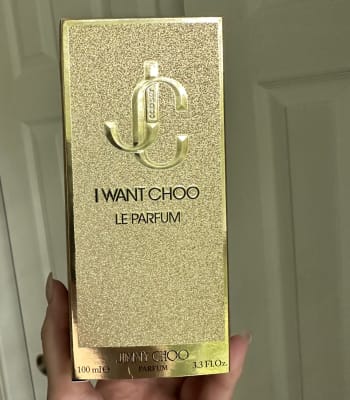 JC
I WANT CHOO
LE PARFUM
JIMMY CHOO
100 ml℮ PARFUM 3.3 Fl.Oz.